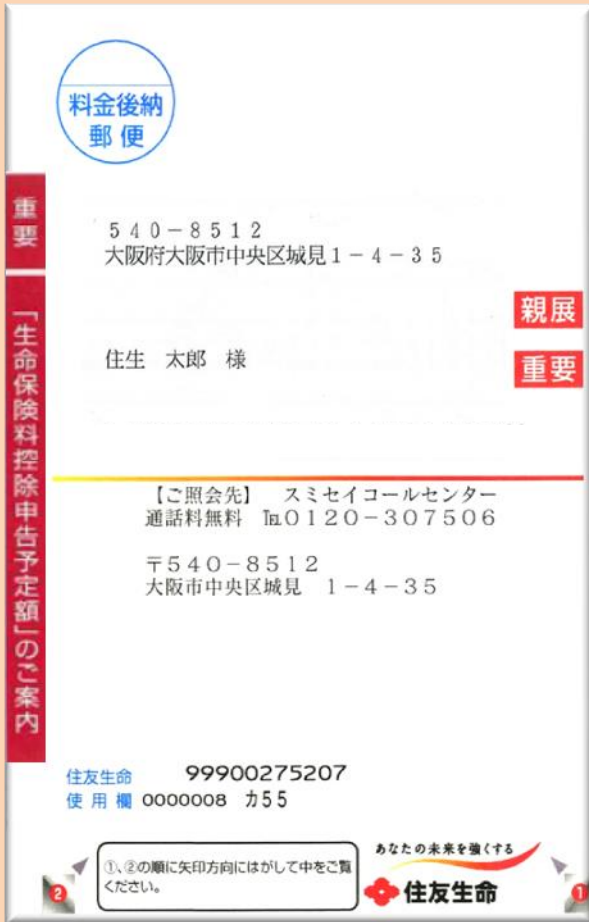 料金後納
郵便
重要
「生命保険料控除申告予定額」のご案内
540-8512
大阪府大阪市中央区城見1-4-35
親展
住生 太郎 様
重要
【ご照会先】 スミセイコールセンター
通話料無料 ℡0120-307506
〒540-8512
大阪市中央区城見 1-4-35
住友生命 99900275207
使用欄 0000008 カ55
①、②の順に矢印方向にはがして中をご覧
ください。
あなたの未来を強くする
住友生命
2
1